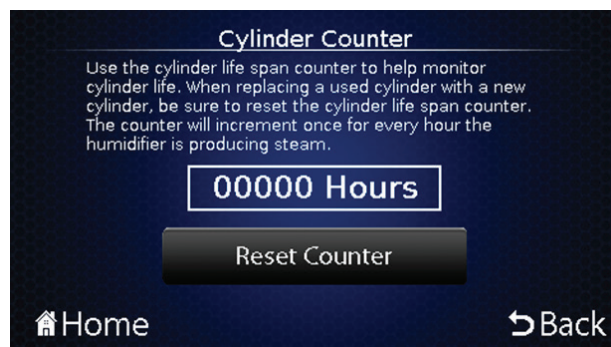 Cylinder Counter
Use the cylinder life span counter to help monitor
cylinder life. When replacing a used cylinder with a new
cylinder, be sure to reset the cylinder life span counter.
The counter will increment once for every hour the
humidifier is producing steam.
00000 Hours
Reset Counter
Home
Back